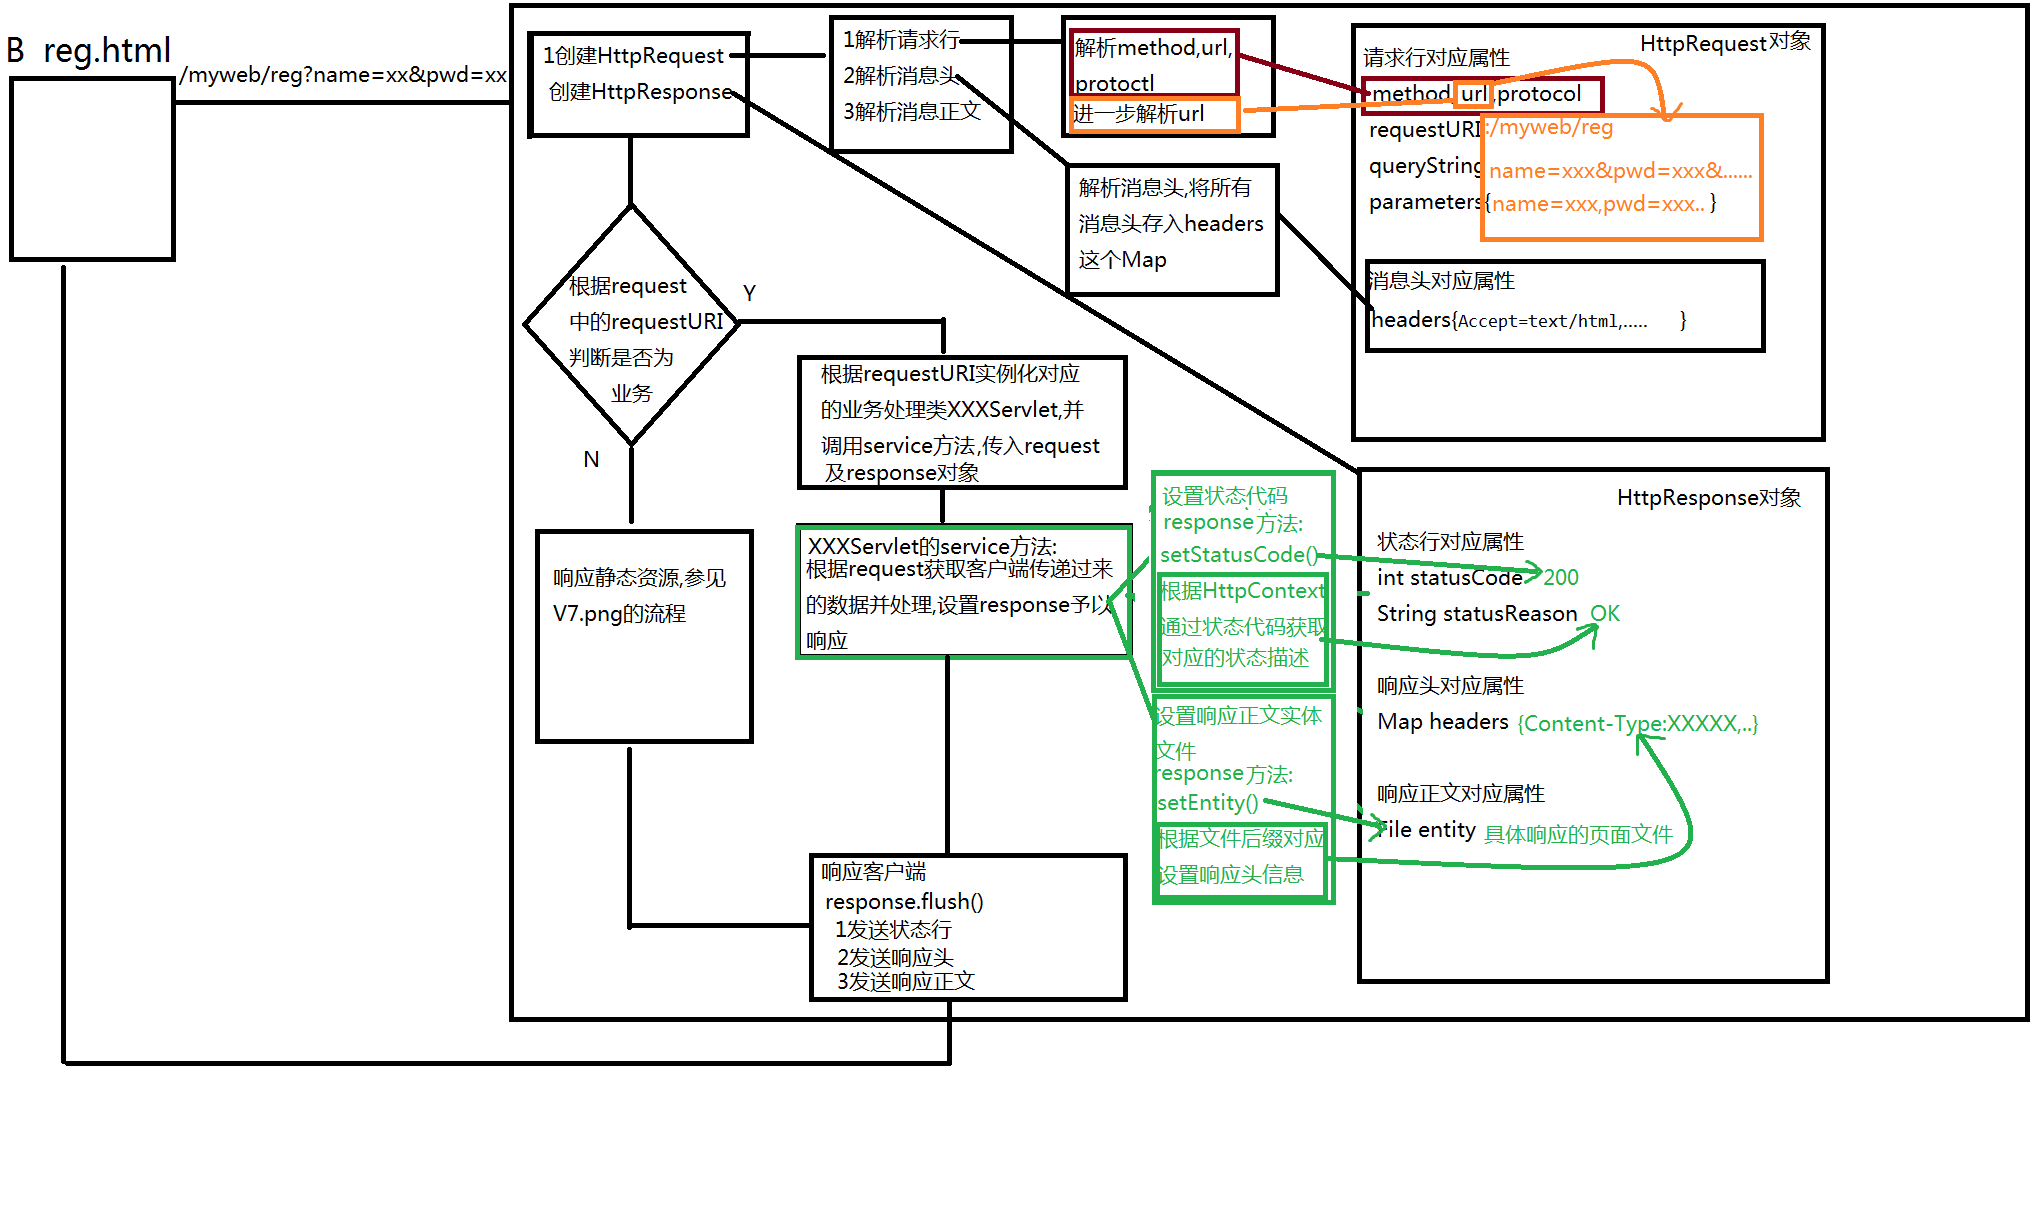 B reg.html
/myweb/reg?name=xx&pwd=xx
1创建HttpRequest
创建HttpResponse
1解析请求行
2解析消息头
3解析消息正文
解析method,url,
protoctl
进一步解析url
解析消息头,将所有
消息头存入headers
这个Map
HttpRequest对象
请求行对应属性
method,url,protocol
requestURI:/myweb/reg
queryString name=xxx&pwd=xxx&......
parameters{name=xxx,pwd=xxx.. }
消息头对应属性
headers{Accept=text/html,..... }
根据request
中的requestURI
判断是否为
业务
Y
N
根据requestURI实例化对应
的业务处理类XXXServlet,并
调用service方法,传入request
及response对象
响应静态资源,参见
V7.png的流程
XXXServlet的service方法:
根据request获取客户端传递过来
的数据并处理,设置response予以
响应
设置状态代码
response方法:
setStatusCode()
根据HttpContext
通过状态代码获取
对应的状态描述
设置响应正文实体
文件
response方法:
setEntity()
根据文件后缀对应
设置响应头信息
HttpResponse对象
状态行对应属性
int statusCode 200
String statusReason OK
响应头对应属性
Map headers {Content-Type:XXXXX,..}
响应正文对应属性
File entity 具体响应的页面文件
响应客户端
response.flush()
1发送状态行
2发送响应头
3发送响应正文